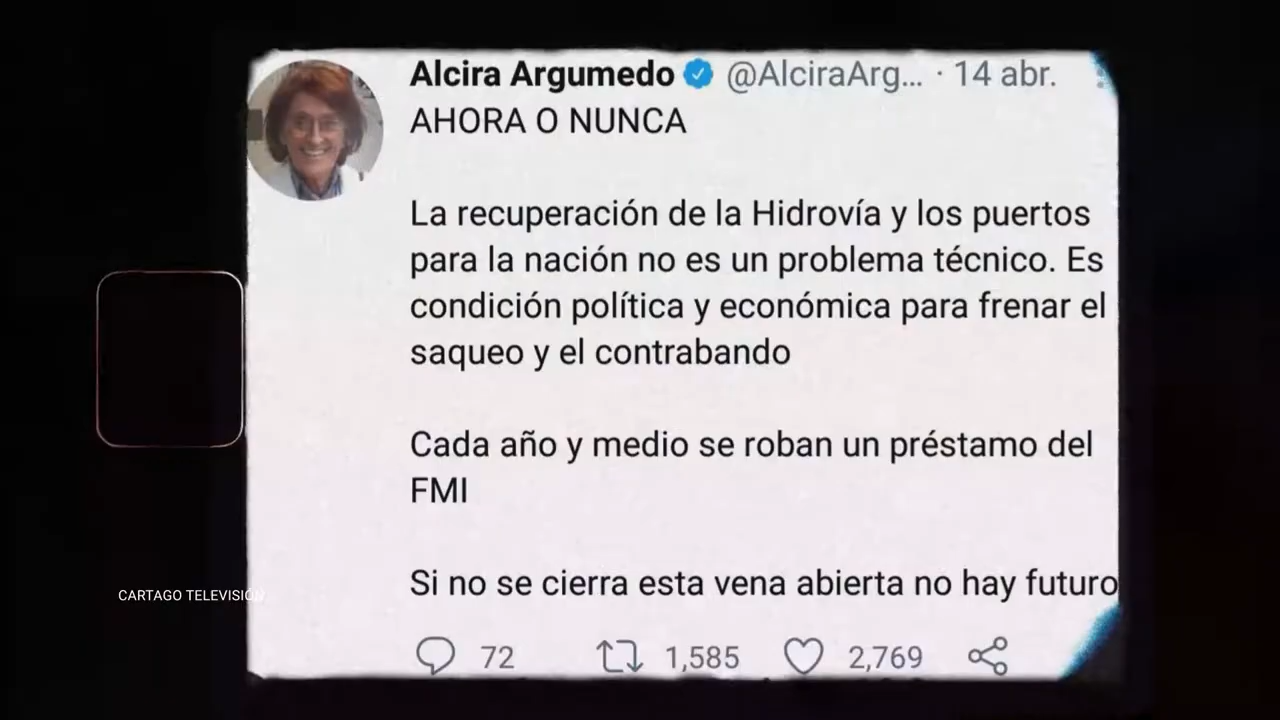 Alcira Argumedo @AlciraArg... · 14 abr.
AHORA O NUNCA
La recuperación de la Hidrovía y los puertos
para la nación no es un problema técnico. Es
condición política y económica para frenar el
saqueo y el contrabando
Cada año y medio se roban un préstamo del
FMI
Si no se cierra esta vena abierta no hay futuro
72 1,585 2,769
CARTAGO TELEVISIÓN